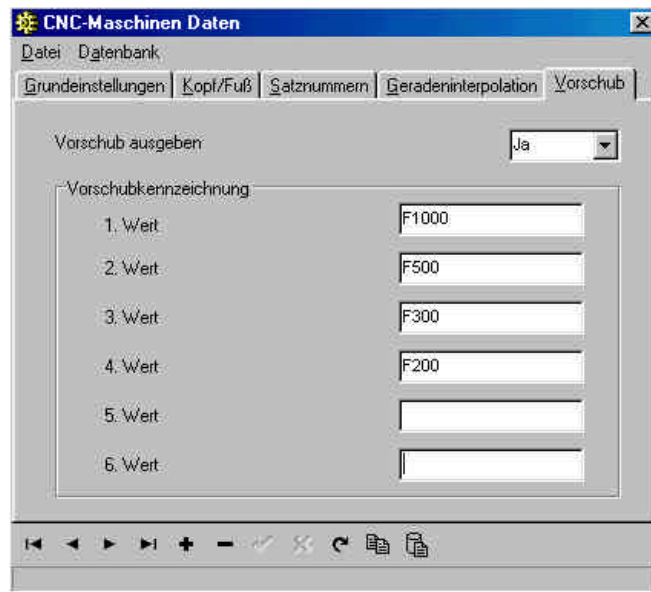 CNC-Maschinen Daten
Datei Datenbank
Grundeinstellungen Kopf/Fuß Satznummern Geradeninterpolation Vorschub
Vorschub ausgeben Ja
Vorschubkennzeichnung
1. Wert F1000
2. Wert F500
3. Wert F300
4. Wert F200
5. Wert
6. Wert